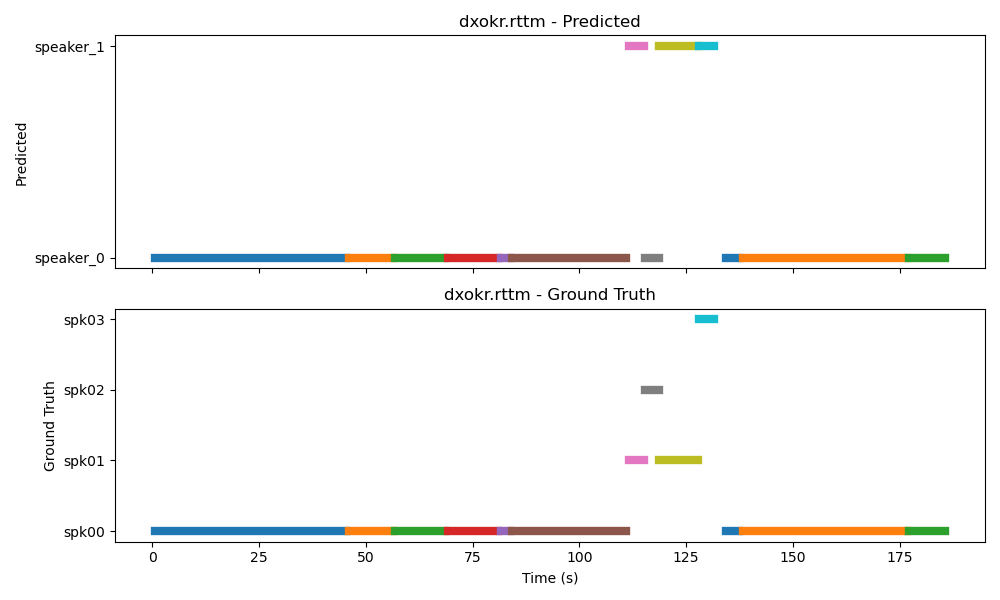 dxokr.rttm - Predicted
speaker_1
Predicted
speaker_0
dxokr.rttm - Ground Truth
spk03
spk02
Ground Truth
spk01
spk00
0 25 50 75 100 125 150 175
Time (s)